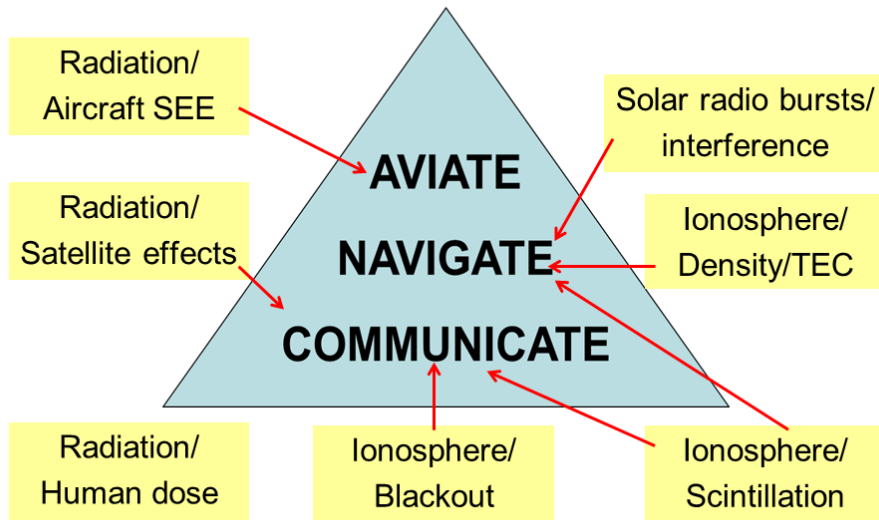 Radiation/
Aircraft SEE
Solar radio bursts/
interference
AVIATE
Radiation/
Satellite effects
Ionosphere/
Density/TEC
NAVIGATE
COMMUNICATE
Radiation/
Human dose
Ionosphere/
Blackout
Ionosphere/
Scintillation